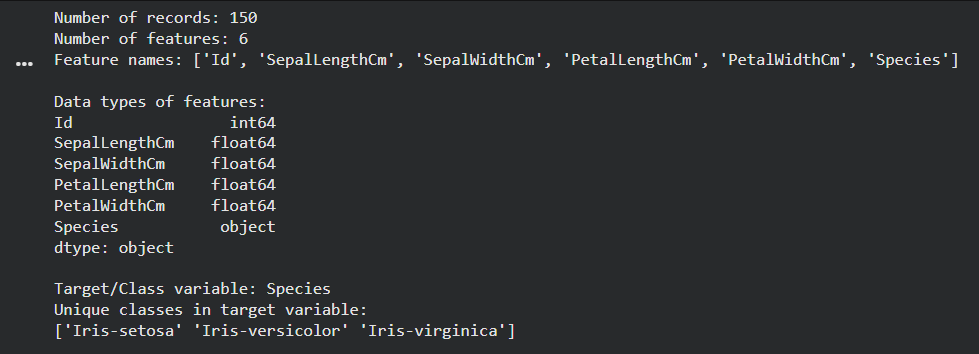 Number of records: 150
Number of features: 6
Feature names: ['Id', 'SepalLengthCm', 'SepalWidthCm', 'PetalLengthCm', 'PetalWidthCm', 'Species']
Data types of features:
Id int64
SepalLengthCm float64
SepalWidthCm float64
PetalLengthCm float64
PetalWidthCm float64
Species object
dtype: object
Target/Class variable: Species
Unique classes in target variable:
['Iris-setosa' 'Iris-versicolor' 'Iris-virginica']